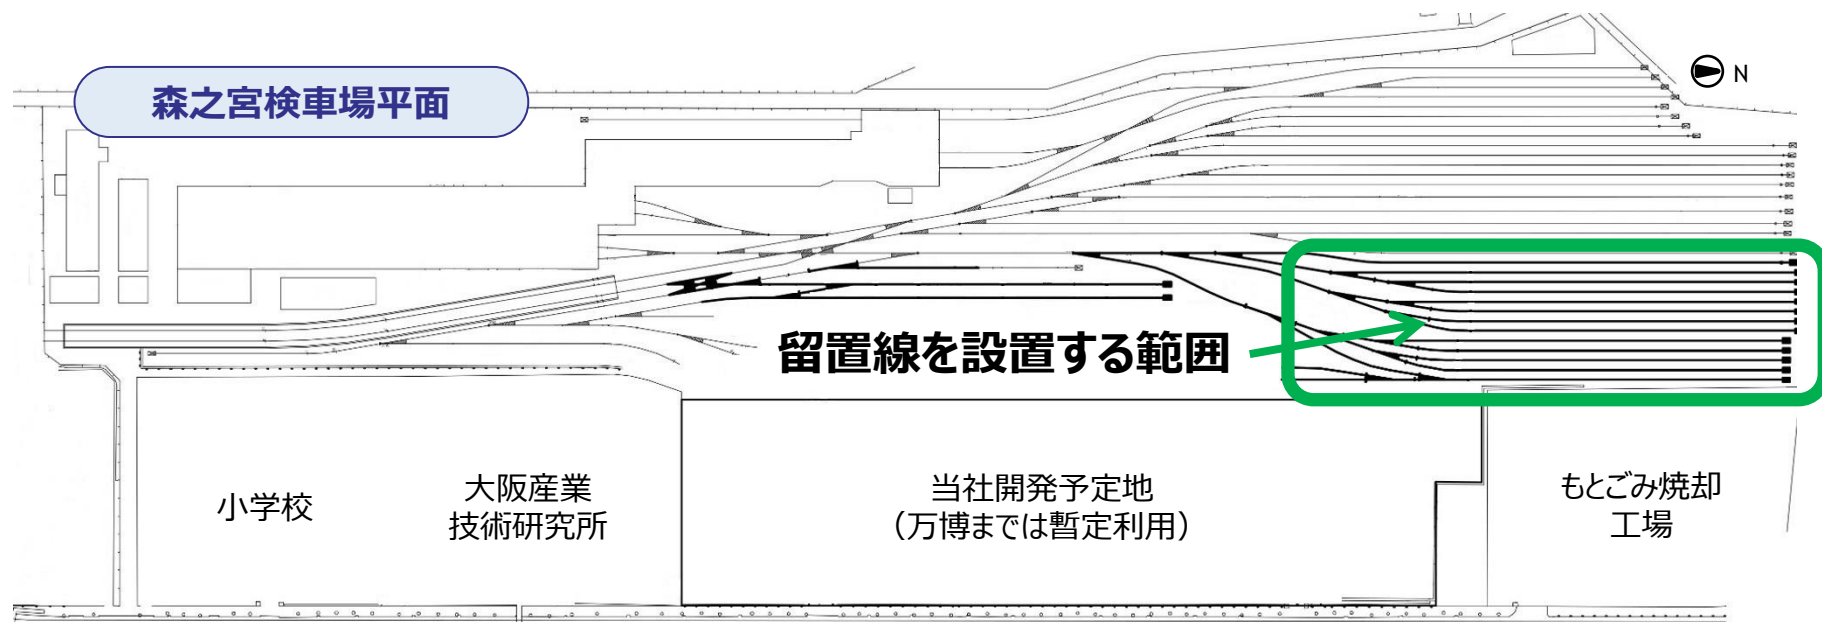 森之宮検車場平面
N
留置線を設置する範囲
小学校
大阪産業
技術研究所
当社開発予定地
（万博までは暫定利用）
もとごみ焼却
工場